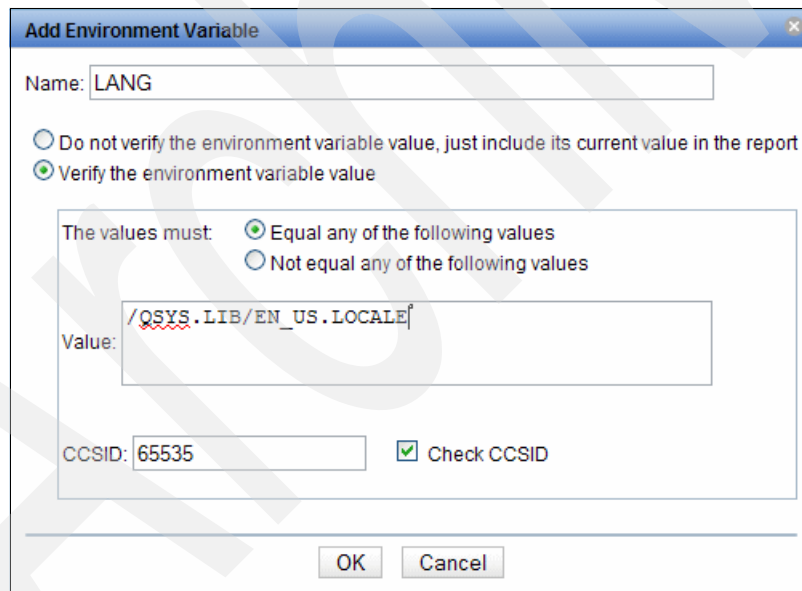 Add Environment Variable
Name: LANG
Do not verify the environment variable value, just include its current value in the report
Verify the environment variable value
The values must: Equal any of the following values
Not equal any of the following values
Value: /QSYS.LIB/EN_US.LOCALE
CCSID: 65535 Check CCSID
OK Cancel